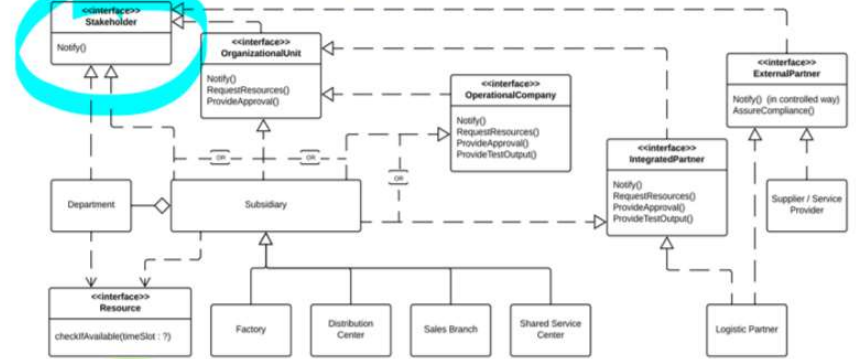 <<interface>>
Stakeholder
Notify()
<<interface>>
OrganizationalUnit
Notify()
RequestResources()
ProvideApproval()
<<interface>>
OperationalCompany
Notify()
RequestResources()
ProvideApproval()
ProvideTestOutput()
<<interface>>
ExternalPartner
Notify() (in controlled way)
AssureCompliance()
<<interface>>
IntegratedPartner
Notify()
RequestResources()
ProvideApproval()
ProvideTestOutput()
OR
OR
OR
Department
Subsidiary
Supplier / Service
Provider
<<interface>>
Resource
checkIfAvailable(timeSlot : ?)
Factory
Distribution
Center
Sales Branch
Shared Service
Center
Logistic Partner